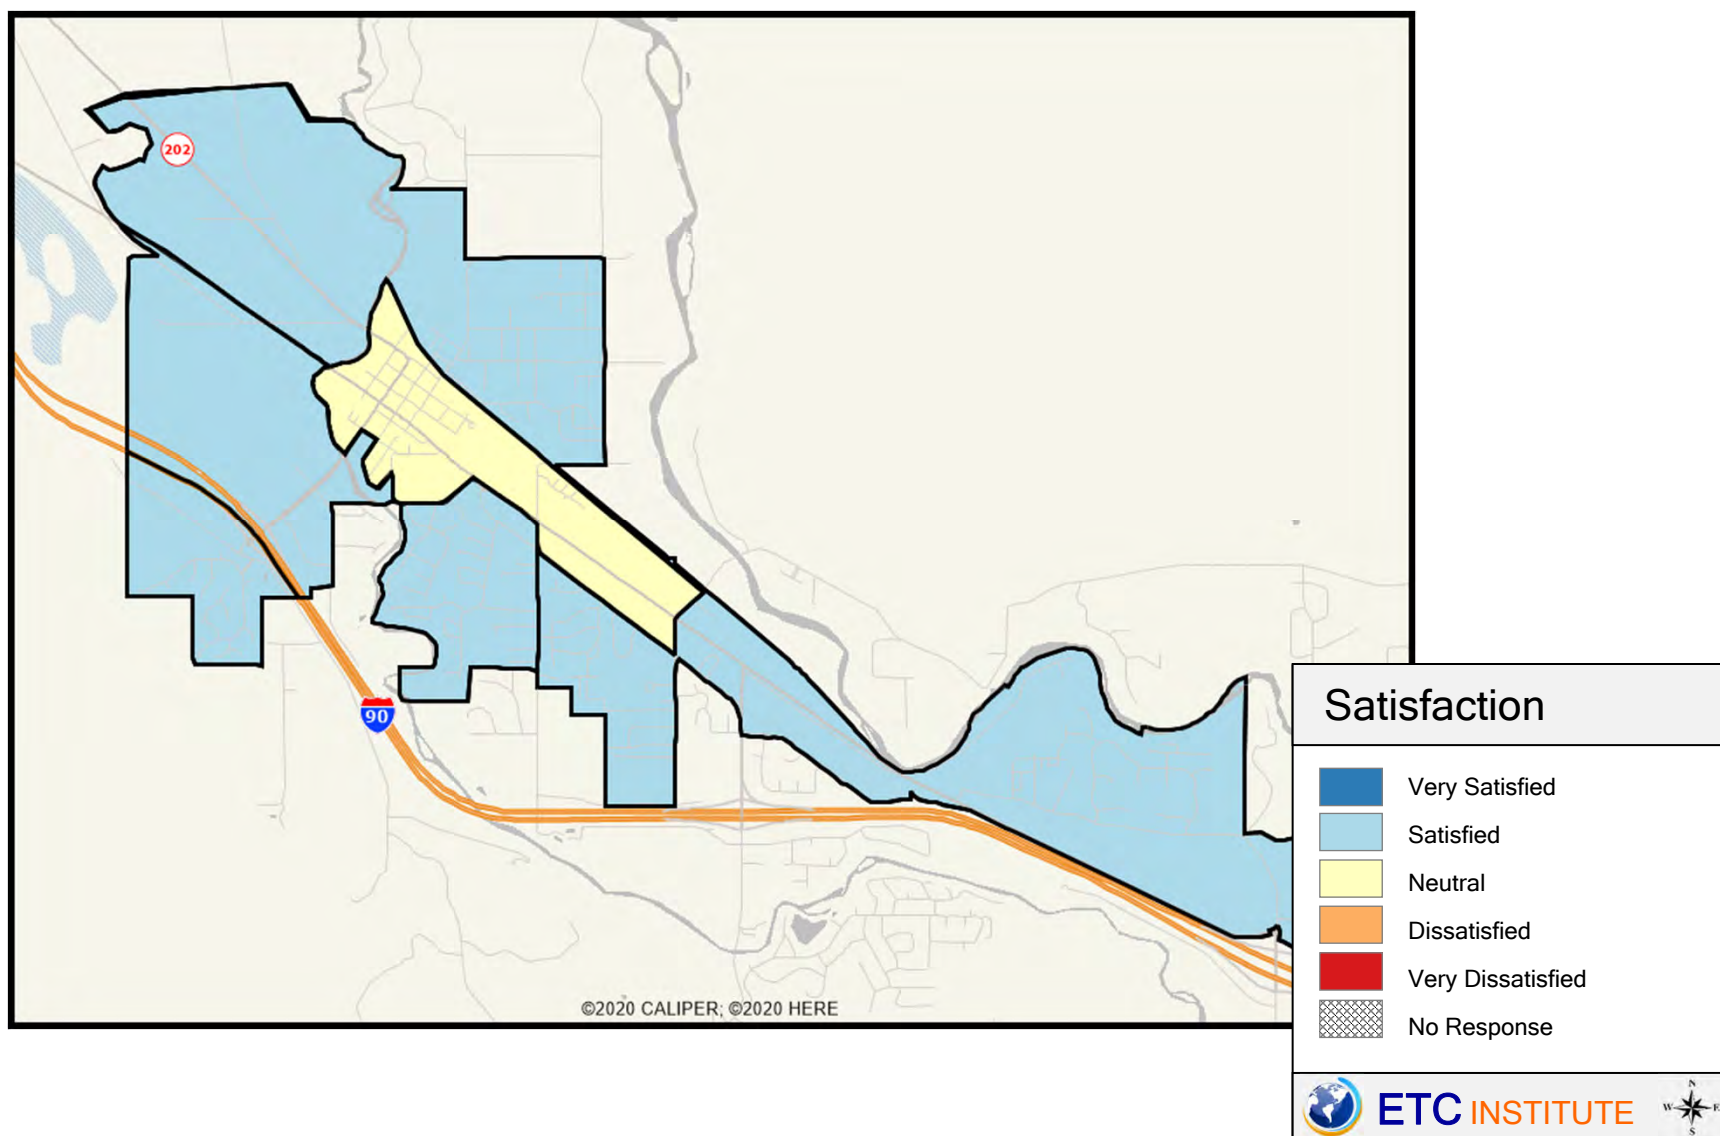 202
90
©2020 CALIPER; ©2020 HERE
Satisfaction
Very Satisfied
Satisfied
Neutral
Dissatisfied
Very Dissatisfied
No Response
ETC INSTITUTE
N
W E
S